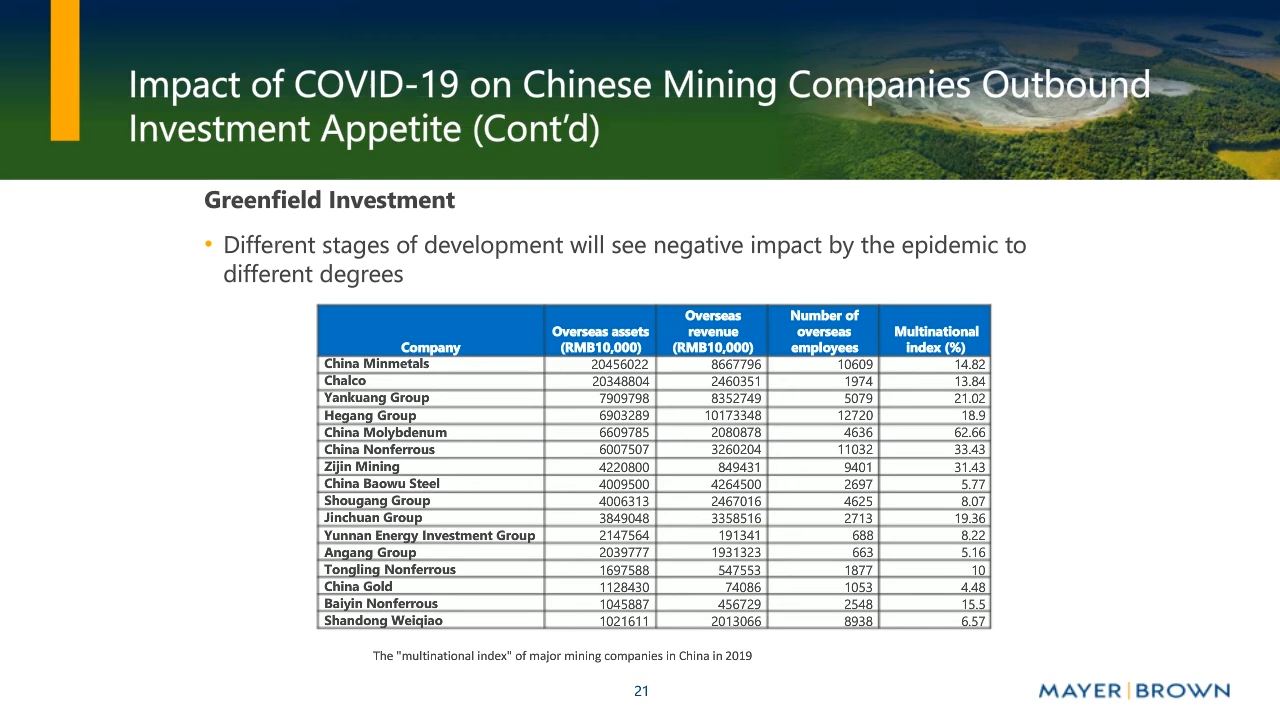 Impact of COVID-19 on Chinese Mining Companies Outbound
Investment Appetite (Cont'd)
Greenfield Investment
• Different stages of development will see negative impact by the epidemic to
different degrees
Company Overseas assets (RMB10,000) Overseas revenue (RMB10,000) Number of overseas employees Multinational index (%)
China Minmetals 20456022 8667796 10609 14.82
Chalco 20348804 2460351 1974 13.84
Yankuang Group 7909798 8352749 5079 21.02
Hegang Group 6903289 10173348 12720 18.9
China Molybdenum 6609785 2080878 4636 62.66
China Nonferrous 6007507 3260204 11032 33.43
Zijin Mining 4220800 849431 9401 31.43
China Baowu Steel 4009500 4264500 2697 5.77
Shougang Group 4006313 2467016 4625 8.07
Jinchuan Group 3849048 3358516 2713 19.36
Yunnan Energy Investment Group 2147564 191341 688 8.22
Angang Group 2039777 1931323 663 5.16
Tongling Nonferrous 1697588 547553 1877 10
China Gold 1128430 74086 1053 4.48
Baiyin Nonferrous 1045887 456729 2548 15.5
Shandong Weiqiao 1021611 2013066 8938 6.57
The "multinational index" of major mining companies in China in 2019
21
MAYER | BROWN